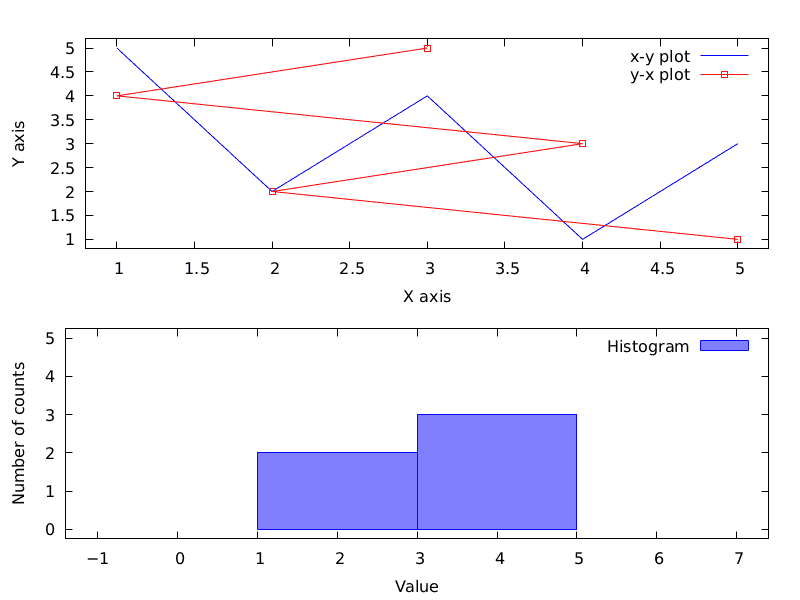 x-y plot
y-x plot
Y axis
5
4.5
4
3.5
3
2.5
2
1.5
1
1 1.5 2 2.5 3 3.5 4 4.5 5
X axis
Histogram
Number of counts
5
4
3
2
1
0
−1 0 1 2 3 4 5 6 7
Value